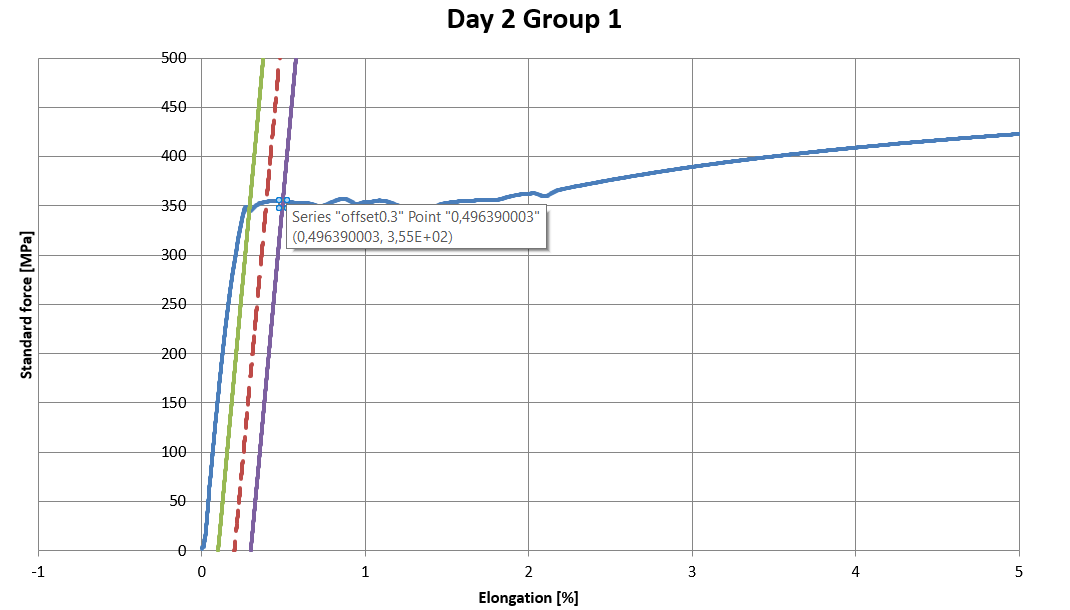 Day 2 Group 1
500
450
400
350
300
250
200
150
100
50
0
Standard force [MPa]
Series "offset0.3" Point "0,496390003"
(0,496390003, 3,55E+02)
-1 0 1 2 3 4 5
Elongation [%]